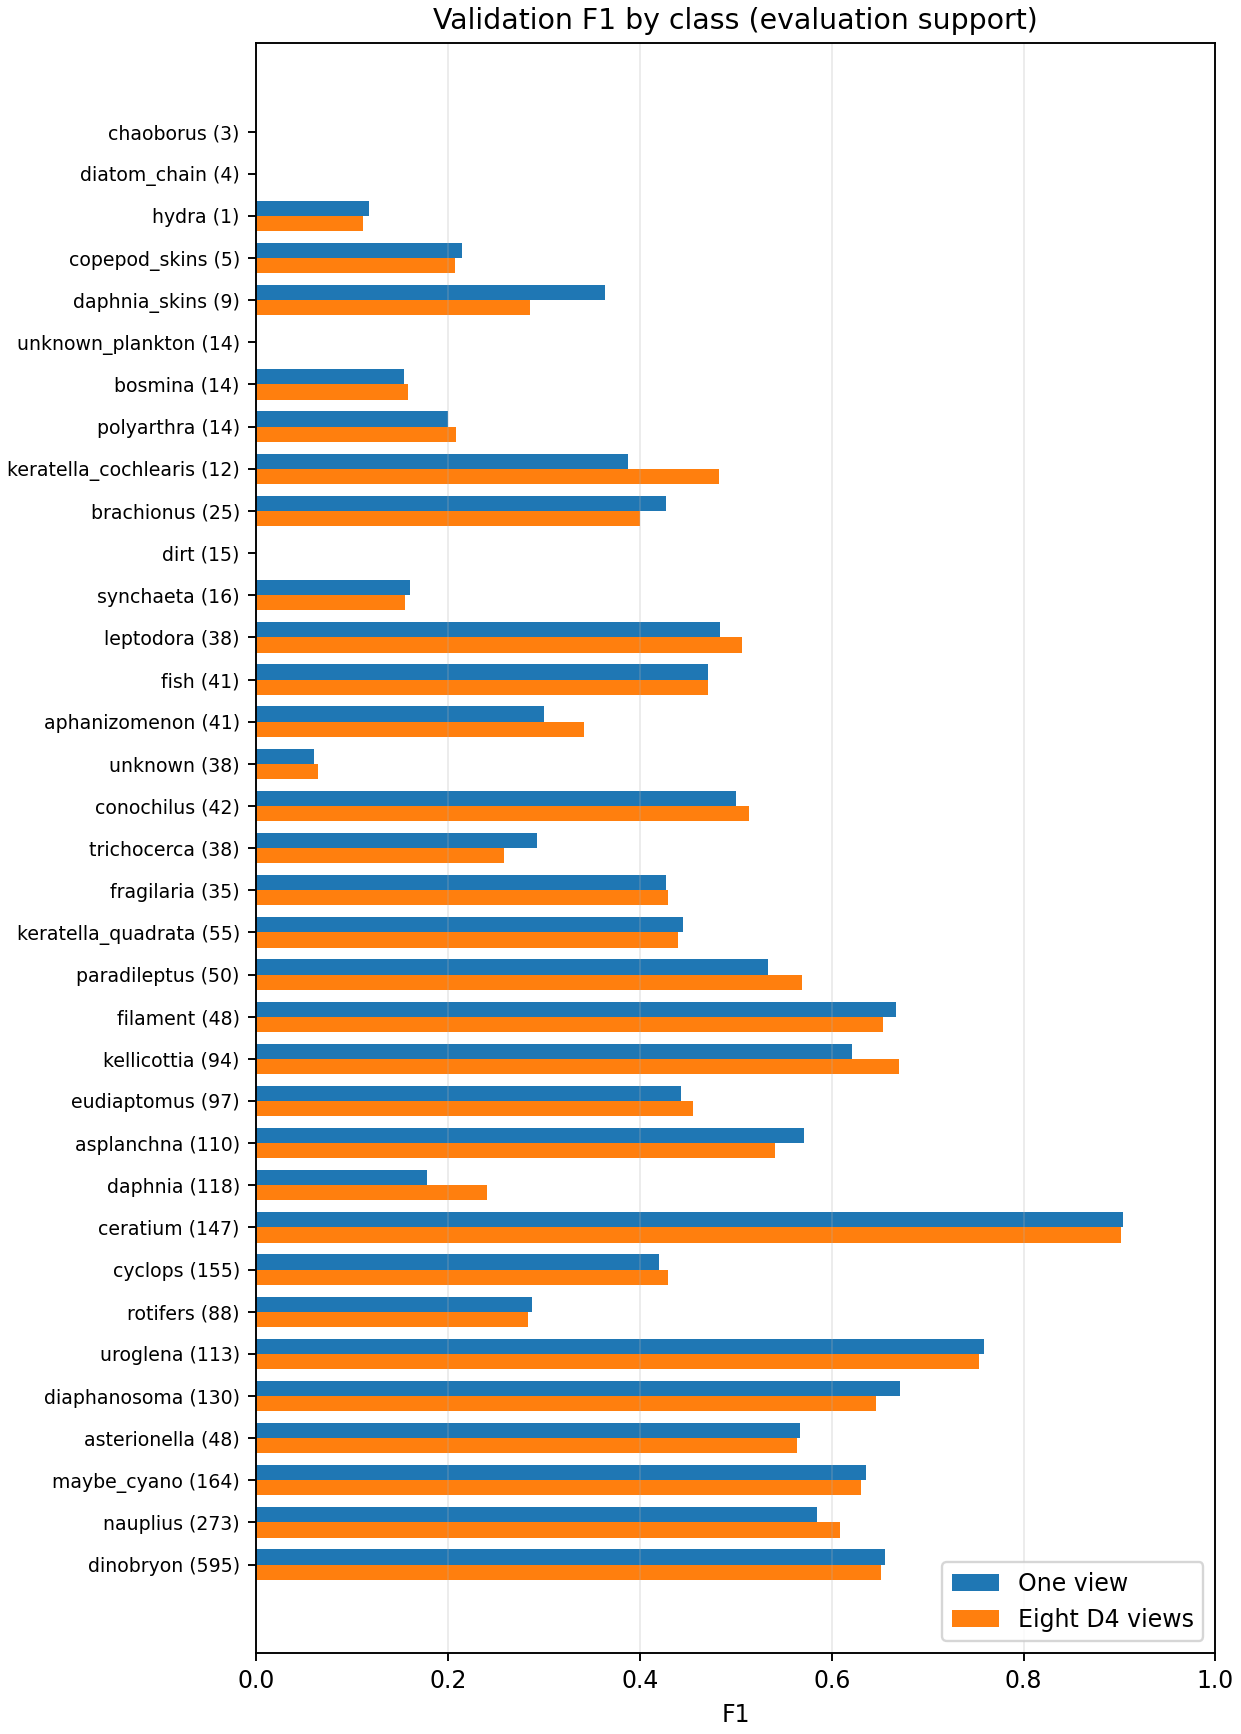 Validation F1 by class (evaluation support)
chaoborus (3)
diatom_chain (4)
hydra (1)
copepod_skins (5)
daphnia_skins (9)
unknown_plankton (14)
bosmina (14)
polyarthra (14)
keratella_cochlearis (12)
brachionus (25)
dirt (15)
synchaeta (16)
leptodora (38)
fish (41)
aphanizomenon (41)
unknown (38)
conochilus (42)
trichocerca (38)
fragilaria (35)
keratella_quadrata (55)
paradileptus (50)
filament (48)
kellicottia (94)
eudiaptomus (97)
asplanchna (110)
daphnia (118)
ceratium (147)
cyclops (155)
rotifers (88)
uroglena (113)
diaphanosoma (130)
asterionella (48)
maybe_cyano (164)
nauplius (273)
dinobryon (595)
One view
Eight D4 views
0.0 0.2 0.4 0.6 0.8 1.0
F1